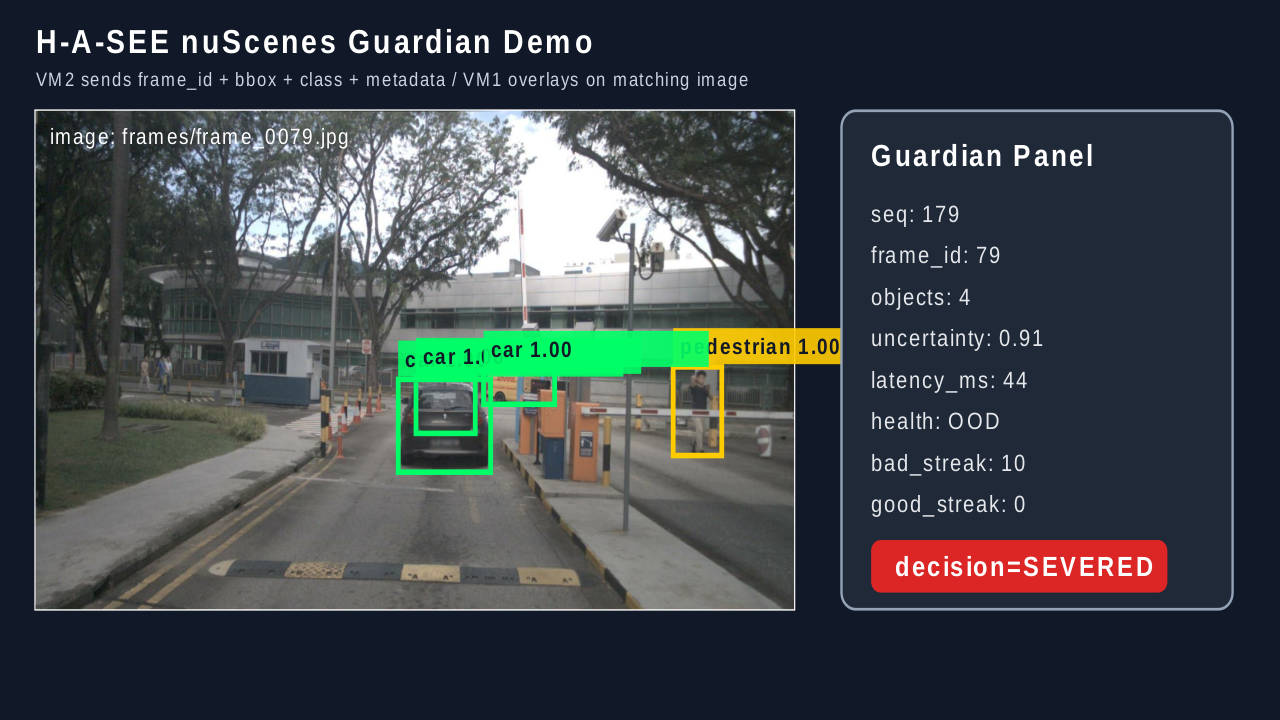 H-A-SEE nuScenes Guardian Demo
VM2 sends frame_id + bbox + class + metadata / VM1 overlays on matching image
image: frames/frame_0079.jpg
car 1.00
pedestrian 1.00
Guardian Panel
seq: 179
frame_id: 79
objects: 4
uncertainty: 0.91
latency_ms: 44
health: OOD
bad_streak: 10
good_streak: 0
decision=SEVERED